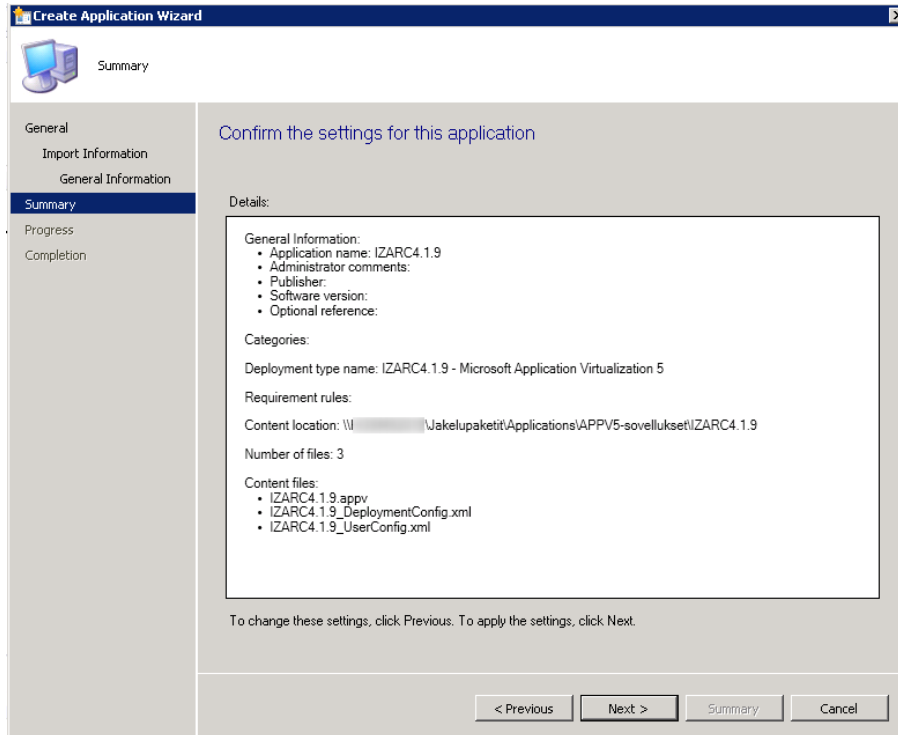 Create Application Wizard
Summary
General
Import Information
General Information
Summary
Progress
Completion
Confirm the settings for this application
Details:
General Information:
• Application name: IZARC4.1.9
• Administrator comments:
• Publisher:
• Software version:
• Optional reference:
Categories:
Deployment type name: IZARC4.1.9 - Microsoft Application Virtualization 5
Requirement rules:
Content location: \\ \Jakelupaketit\Applications\APPV5-sovellukset\IZARC4.1.9
Number of files: 3
Content files:
• IZARC4.1.9.appv
• IZARC4.1.9_DeploymentConfig.xml
• IZARC4.1.9_UserConfig.xml
To change these settings, click Previous. To apply the settings, click Next.
< Previous Next > Summary Cancel